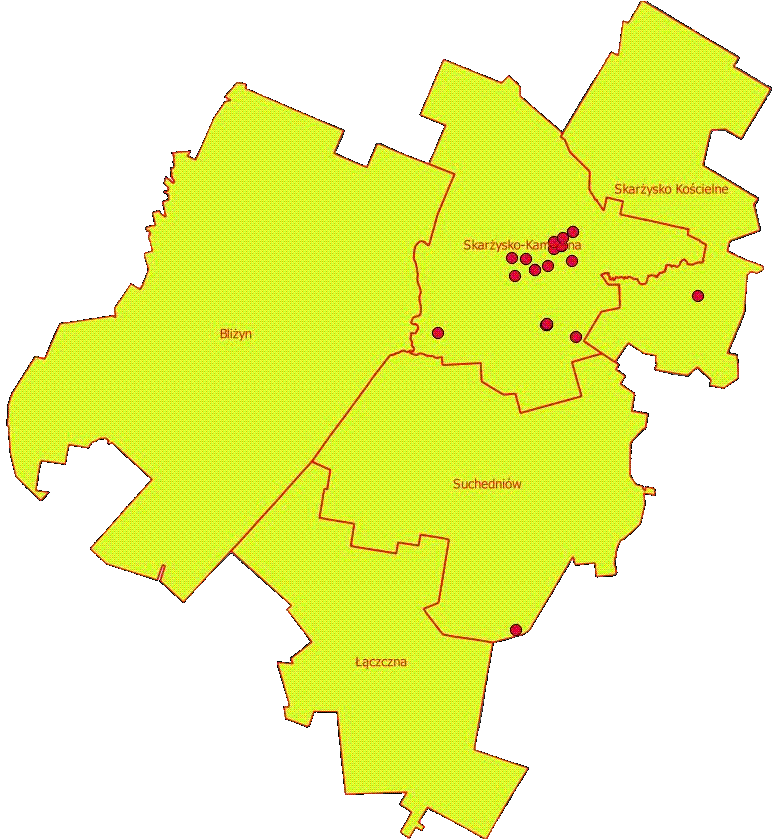 Skarżysko Kościelne
Skarżysko-Kamienna
Bliżyn
Suchedniów
Łączczna